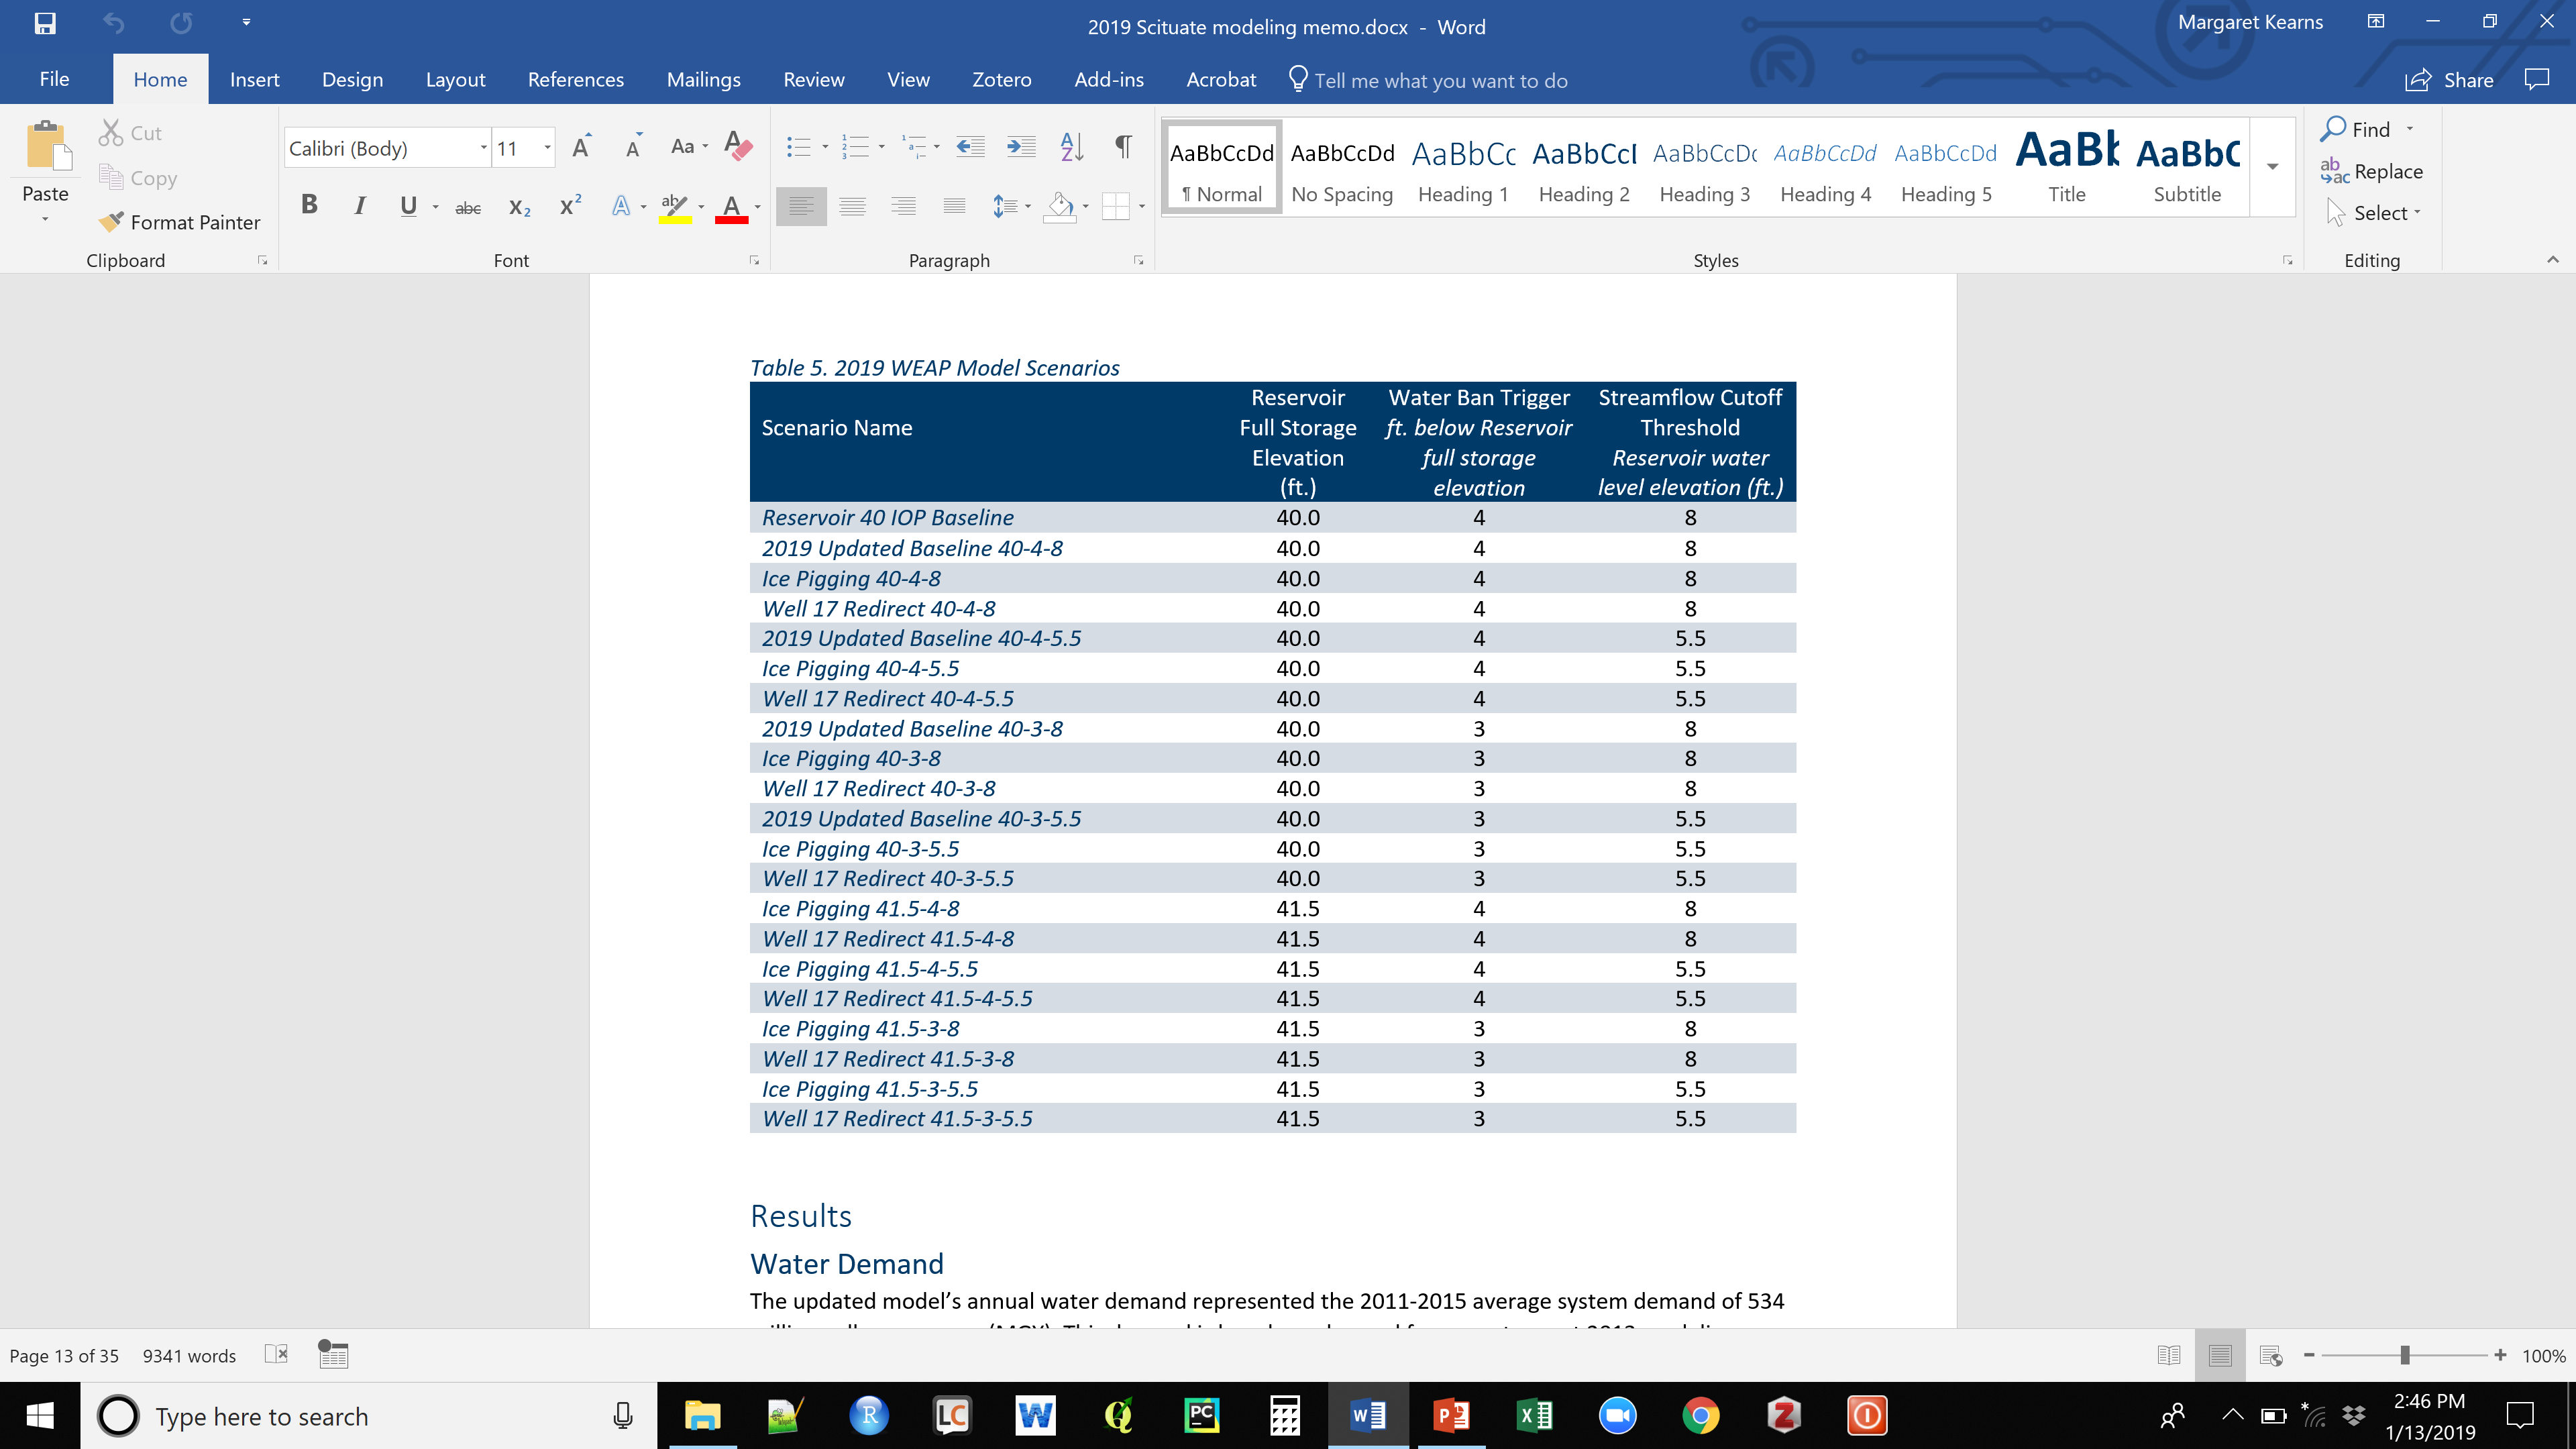 2019 Scituate modeling memo.docx - Word
Margaret Kearns
File Home Insert Design Layout References Mailings Review View Zotero Add-ins Acrobat Tell me what you want to do Share
Paste
Cut
Copy
Format Painter
Clipboard
Calibri (Body) 11
Font
Paragraph
AaBbCcDd AaBbCcDd AaBbCc AaBbCcI AaBbCcDc AaBbCcDd AaBbCcDd AaBb AaBbC
¶ Normal No Spacing Heading 1 Heading 2 Heading 3 Heading 4 Heading 5 Title Subtitle
Styles
Find
Replace
Select
Editing
Table 5. 2019 WEAP Model Scenarios
Scenario Name
Reservoir
Full Storage
Elevation
(ft.)
Water Ban Trigger
ft. below Reservoir
full storage
elevation
Streamflow Cutoff
Threshold
Reservoir water
level elevation (ft.)
Reservoir 40 IOP Baseline 40.0 4 8
2019 Updated Baseline 40-4-8 40.0 4 8
Ice Pigging 40-4-8 40.0 4 8
Well 17 Redirect 40-4-8 40.0 4 8
2019 Updated Baseline 40-4-5.5 40.0 4 5.5
Ice Pigging 40-4-5.5 40.0 4 5.5
Well 17 Redirect 40-4-5.5 40.0 4 5.5
2019 Updated Baseline 40-3-8 40.0 3 8
Ice Pigging 40-3-8 40.0 3 8
Well 17 Redirect 40-3-8 40.0 3 8
2019 Updated Baseline 40-3-5.5 40.0 3 5.5
Ice Pigging 40-3-5.5 40.0 3 5.5
Well 17 Redirect 40-3-5.5 40.0 3 5.5
Ice Pigging 41.5-4-8 41.5 4 8
Well 17 Redirect 41.5-4-8 41.5 4 8
Ice Pigging 41.5-4-5.5 41.5 4 5.5
Well 17 Redirect 41.5-4-5.5 41.5 4 5.5
Ice Pigging 41.5-3-8 41.5 3 8
Well 17 Redirect 41.5-3-8 41.5 3 8
Ice Pigging 41.5-3-5.5 41.5 3 5.5
Well 17 Redirect 41.5-3-5.5 41.5 3 5.5
Results
Water Demand
The updated model's annual water demand represented the 2011-2015 average system demand of 534
Page 13 of 35 9341 words 100%
Type here to search
2:46 PM
1/13/2019